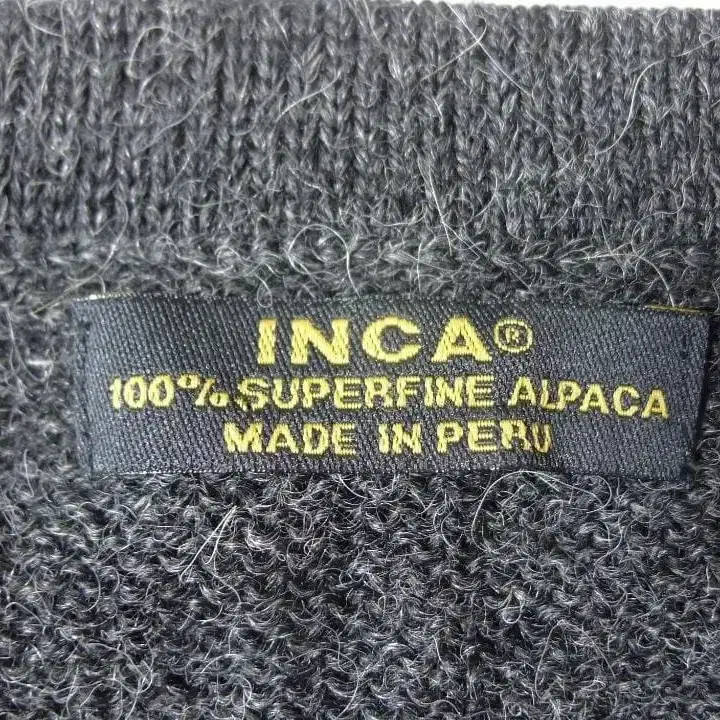 INCA®
100% SUPERFINE ALPACA
MADE IN PERU